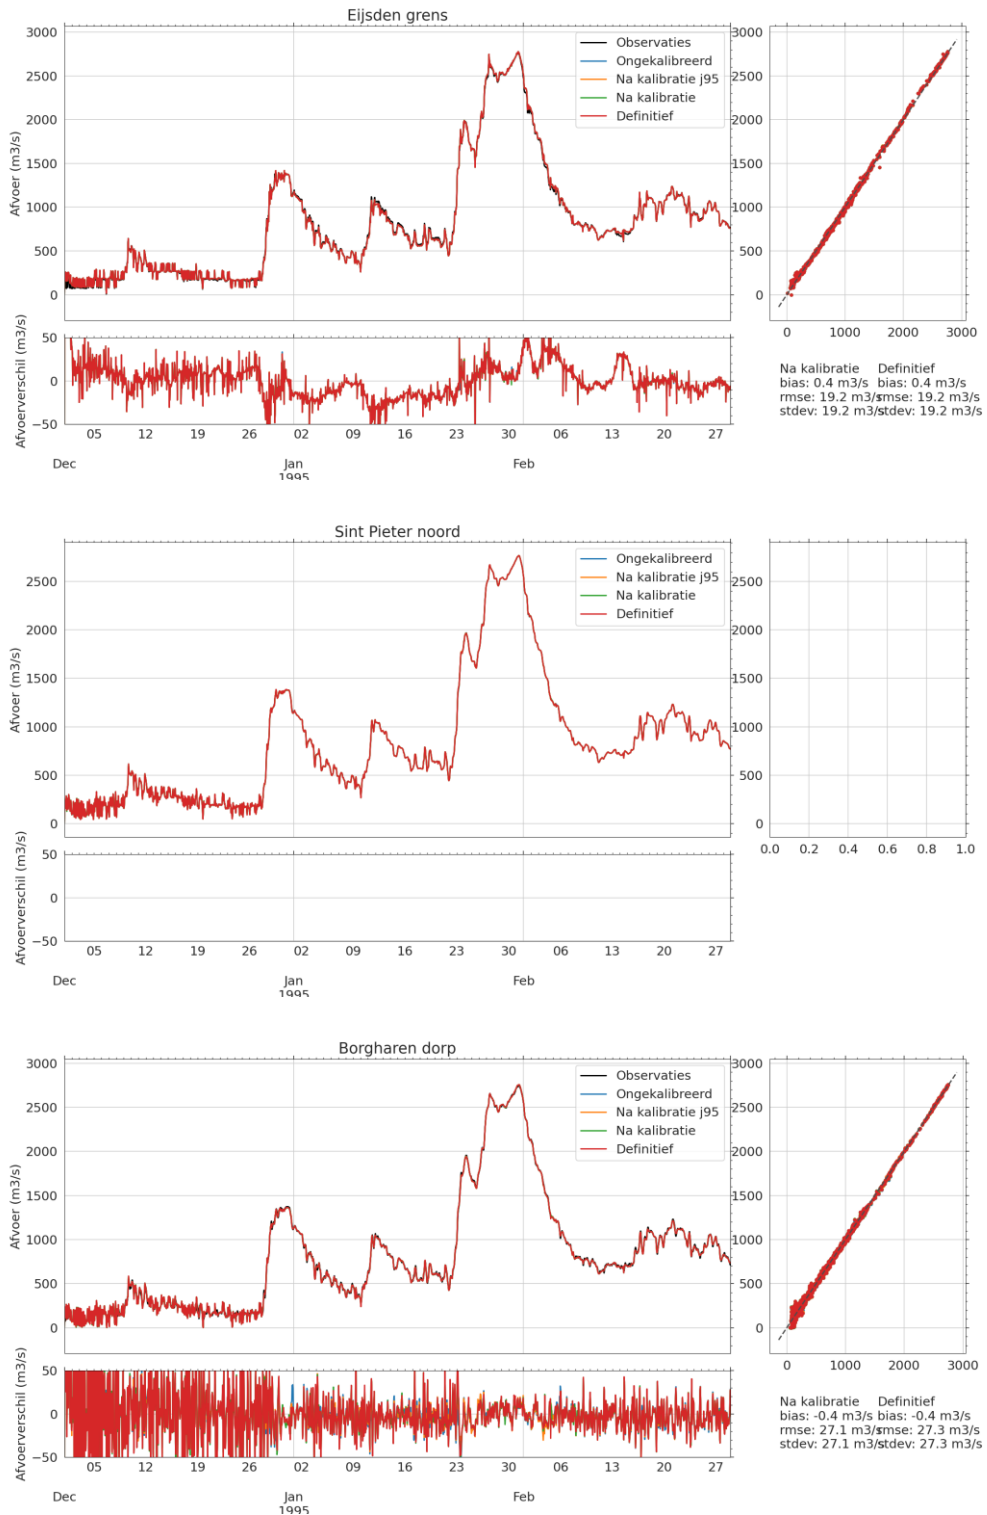 Eijsden grens
3000
2500
2000
1500
1000
500
0
Afvoer (m3/s)
Observaties
Ongekalibreerd
Na kalibratie j95
Na kalibratie
Definitief
3000
2500
2000
1500
1000
500
0
0 1000 2000 3000
50
0
−50
Afvoerverschil (m3/s)
05 12 19 26 02 09 16 23 30 06 13 20 27
Dec Jan Feb
1995
Na kalibratie Definitief
bias: 0.4 m3/s bias: 0.4 m3/s
rmse: 19.2 m3/s rmse: 19.2 m3/s
stdev: 19.2 m3/s stdev: 19.2 m3/s
Sint Pieter noord
2500
2000
1500
1000
500
0
Afvoer (m3/s)
Ongekalibreerd
Na kalibratie j95
Na kalibratie
Definitief
2500
2000
1500
1000
500
0
0.0 0.2 0.4 0.6 0.8 1.0
50
0
−50
Afvoerverschil (m3/s)
05 12 19 26 02 09 16 23 30 06 13 20 27
Dec Jan Feb
1995
Borgharen dorp
3000
2500
2000
1500
1000
500
0
Afvoer (m3/s)
Observaties
Ongekalibreerd
Na kalibratie j95
Na kalibratie
Definitief
3000
2500
2000
1500
1000
500
0
0 1000 2000 3000
50
0
−50
Afvoerverschil (m3/s)
05 12 19 26 02 09 16 23 30 06 13 20 27
Dec Jan Feb
1995
Na kalibratie Definitief
bias: -0.4 m3/s bias: -0.4 m3/s
rmse: 27.1 m3/s rmse: 27.3 m3/s
stdev: 27.1 m3/s stdev: 27.3 m3/s